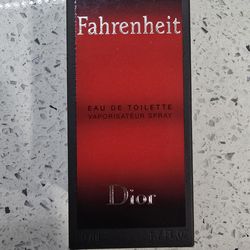 Fahrenheit
EAU DE TOILETTE
VAPORISATEUR SPRAY
Dior